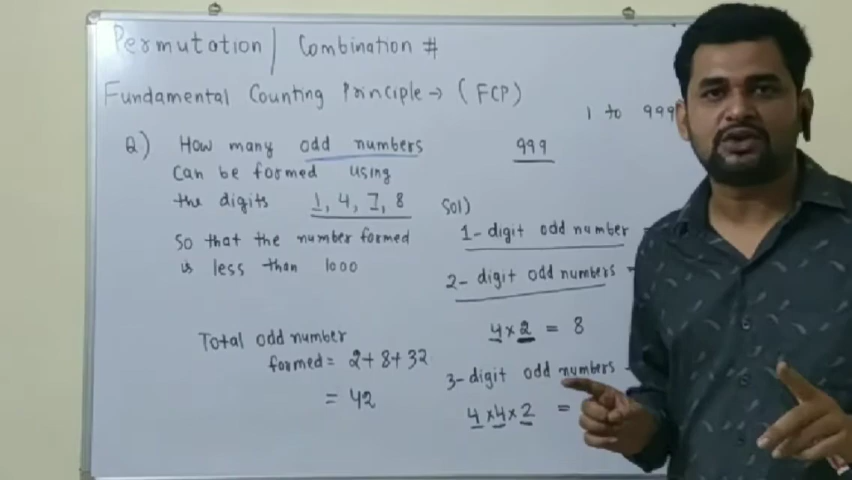 Permutation | Combination #
Fundamental Counting Principle → (FCP)
1 to 999
Q) How many odd numbers
can be formed using
the digits 1, 4, 7, 8
so that the number formed
is less than 1000
999
Sol)
1-digit odd number =
2-digit odd numbers =
4 x 2 = 8
3-digit odd numbers -
4 x 4 x 2 =
Total odd number
formed = 2 + 8 + 32
= 42